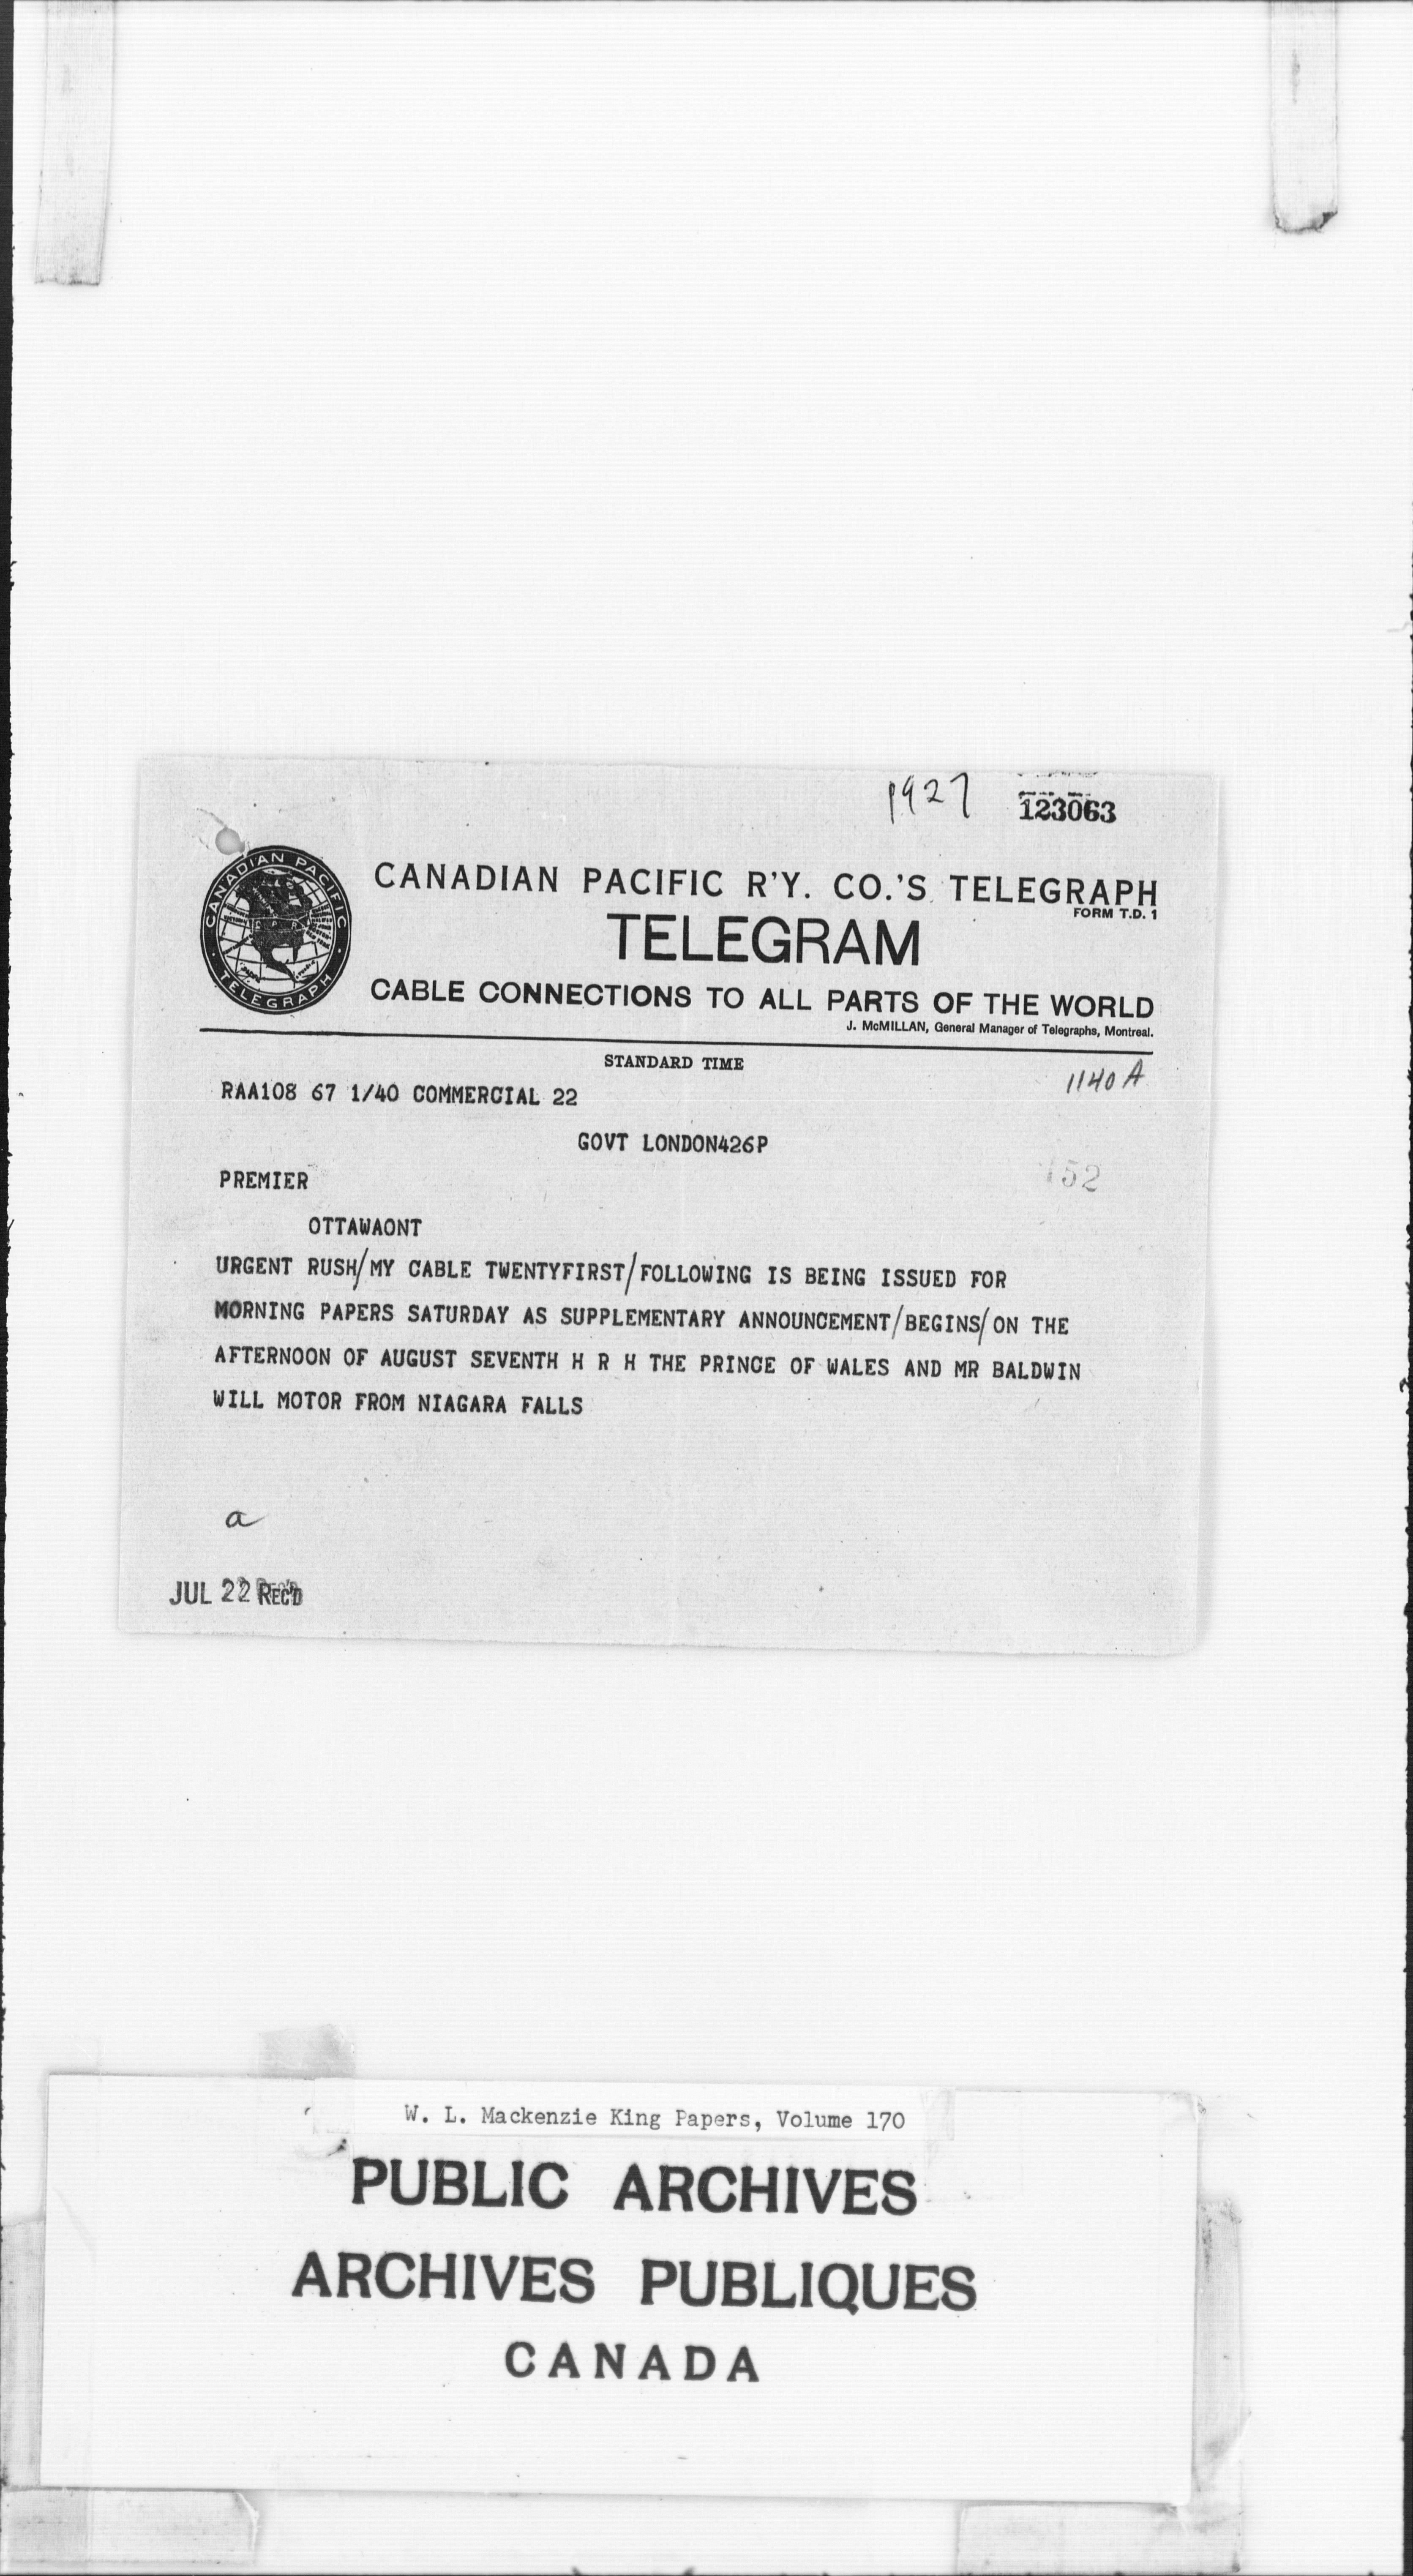 1927 123063
CANADIAN PACIFIC TELEGRAPH
CANADIAN PACIFIC R'Y. CO.'S TELEGRAPH
FORM T.D. 1
TELEGRAM
CABLE CONNECTIONS TO ALL PARTS OF THE WORLD
J. McMILLAN, General Manager of Telegraphs, Montreal.
STANDARD TIME
1140 A
RAA108 67 1/40 COMMERCIAL 22
GOVT LONDON426P
152
PREMIER
OTTAWAONT
URGENT RUSH/MY CABLE TWENTYFIRST/FOLLOWING IS BEING ISSUED FOR
MORNING PAPERS SATURDAY AS SUPPLEMENTARY ANNOUNCEMENT/BEGINS/ON THE
AFTERNOON OF AUGUST SEVENTH H R H THE PRINCE OF WALES AND MR BALDWIN
WILL MOTOR FROM NIAGARA FALLS
a
JUL 22 REC'D
W. L. Mackenzie King Papers, Volume 170
PUBLIC ARCHIVES
ARCHIVES PUBLIQUES
CANADA